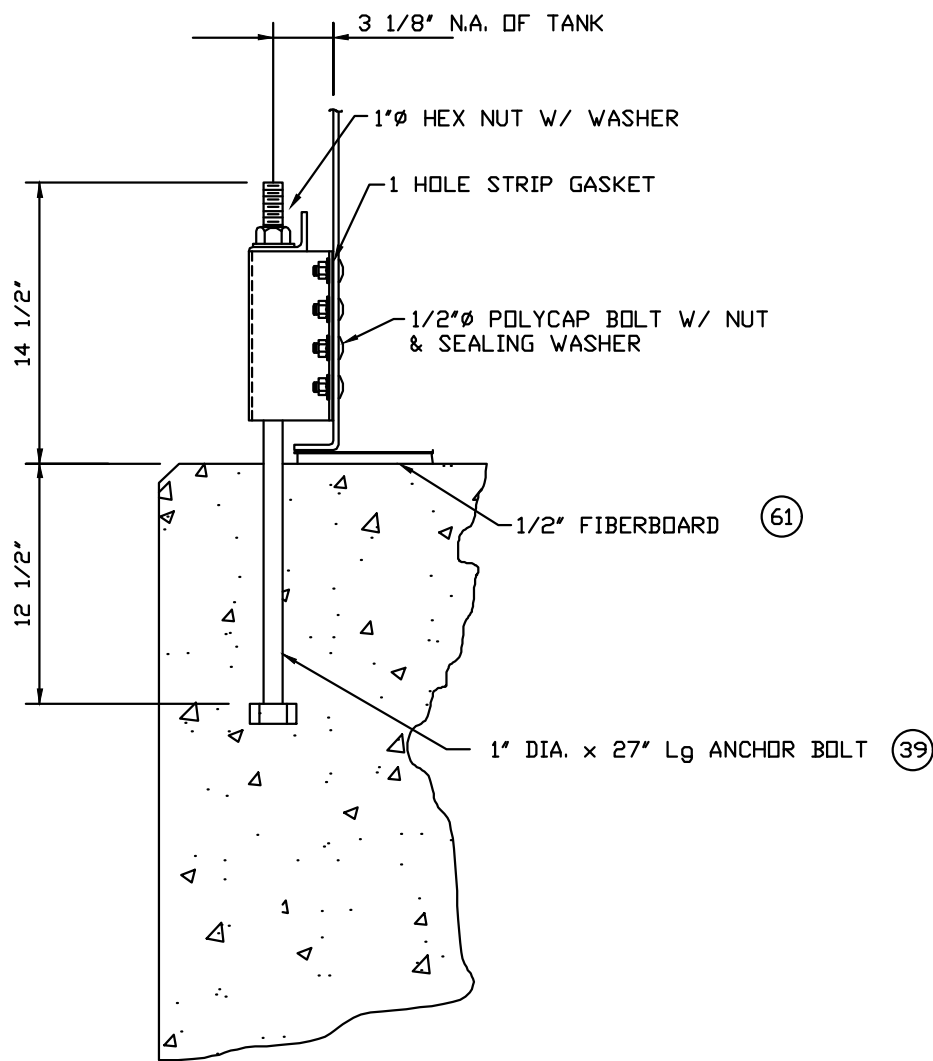 3 1/8" N.A. OF TANK
1"Ø HEX NUT W/ WASHER
1 HOLE STRIP GASKET
14 1/2"
1/2"Ø POLYCAP BOLT W/ NUT
& SEALING WASHER
1/2" FIBERBOARD
61
12 1/2"
1" DIA. x 27" Lg ANCHOR BOLT
39